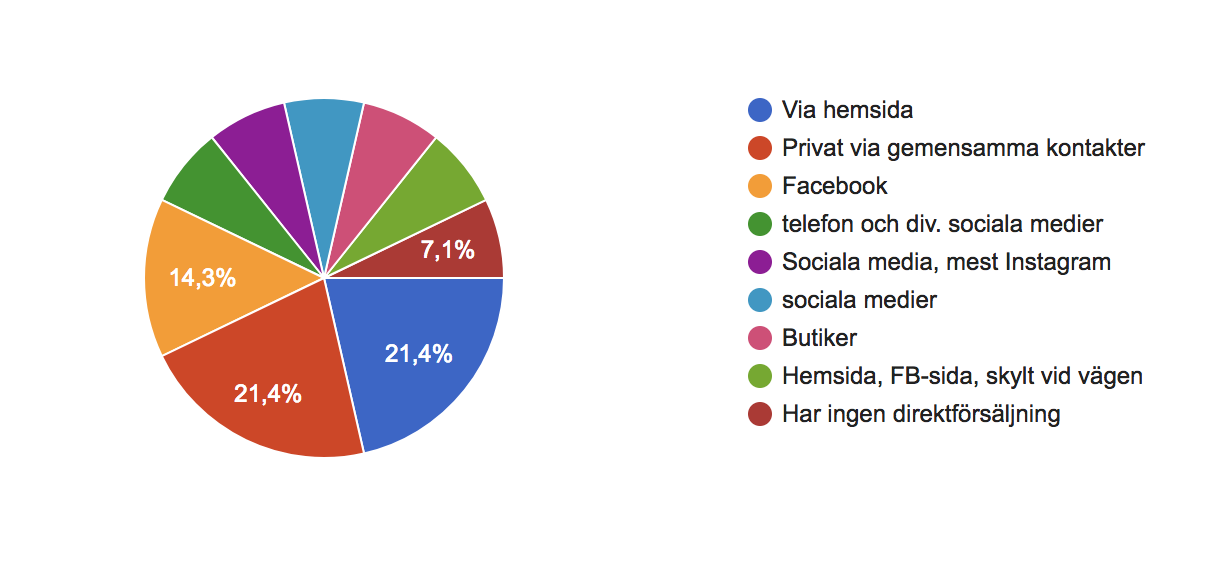 7,1%
14,3%
21,4%
21,4%
Via hemsida
Privat via gemensamma kontakter
Facebook
telefon och div. sociala medier
Sociala media, mest Instagram
sociala medier
Butiker
Hemsida, FB-sida, skylt vid vägen
Har ingen direktförsäljning